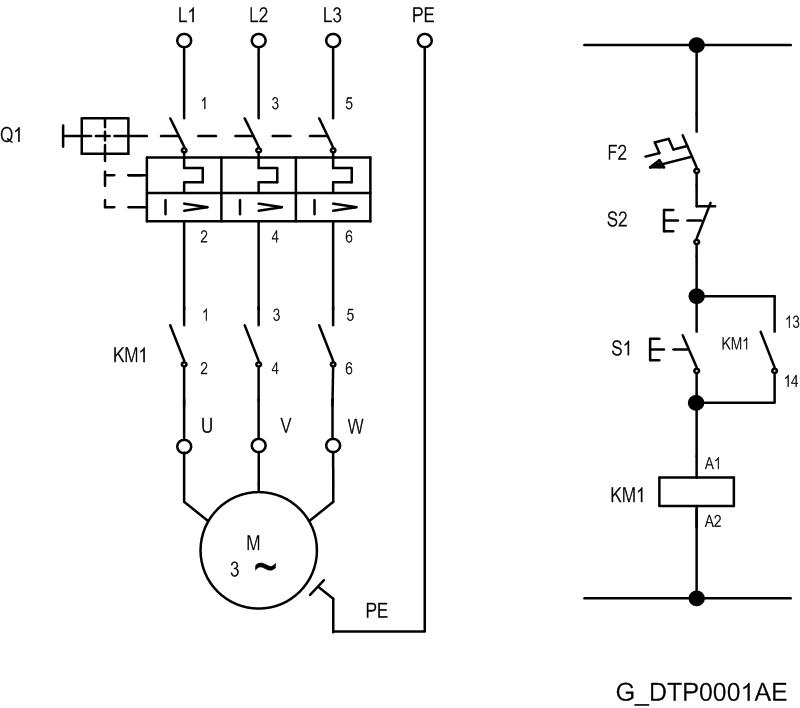 L1 L2 L3 PE
1 3 5
Q1
I > I > I >
2 4 6
1 3 5
KM1
2 4 6
U V W
M
3 ~
PE
F2
S2
13
S1 KM1
14
A1
KM1
A2
G_DTP0001AE